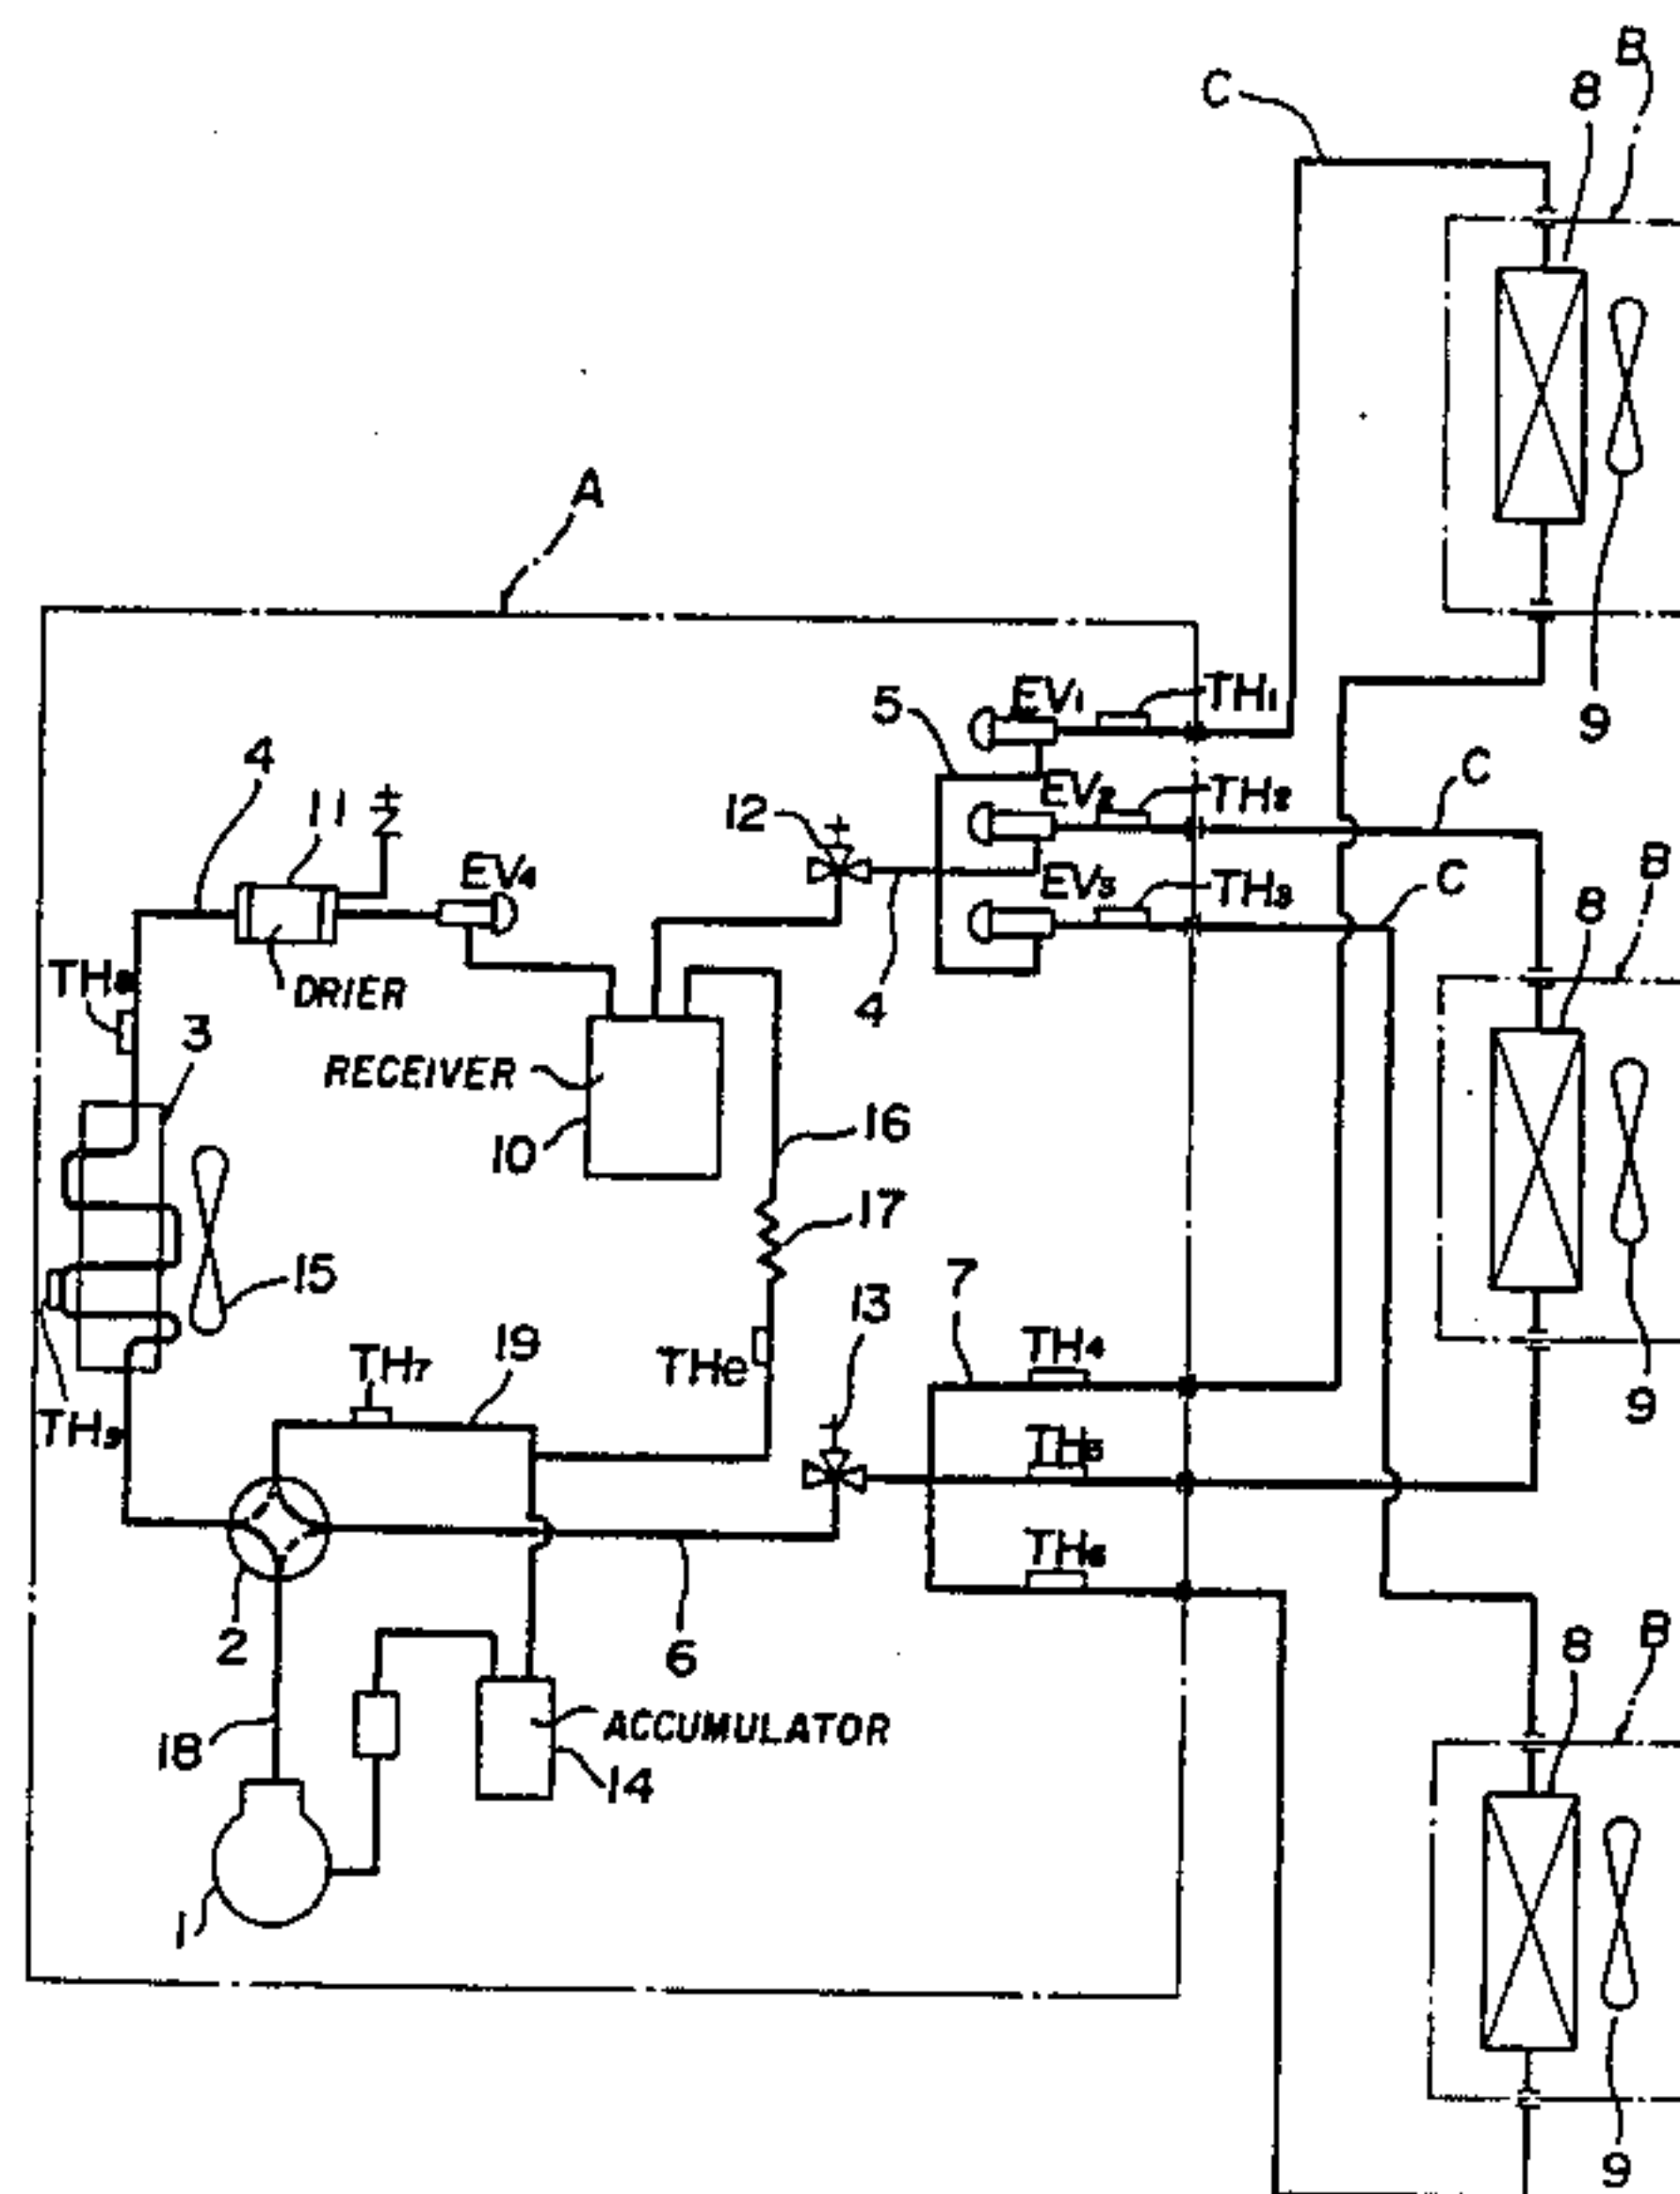 B
8
C
A
9
5
EV₁
TH₁
4
11
12
EV₂
TH₂
C
EV₄
EV₃
TH₃
C
B
8
TH₈
DRIER
4
3
RECEIVER
10
16
17
15
7
13
TH₄
TH₇
19
THe
TH₉
TH₅
9
2
6
TH₆
B
8
18
ACCUMULATOR
14
1
9